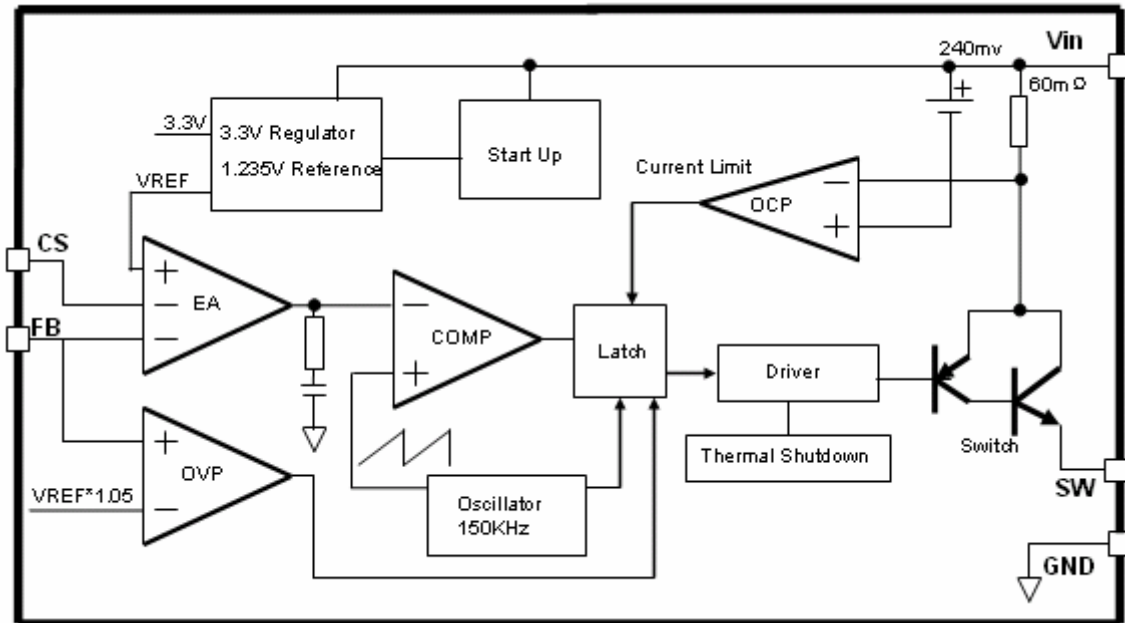 240mv
Vin
60mΩ
3.3V
3.3V Regulator
1.235V Reference
Start Up
VREF
Current Limit
OCP
−
+
+
CS
+
−
−
EA
FB
−
+
COMP
Latch
Driver
Thermal Shutdown
Switch
+
−
OVP
VREF*1.05
Oscillator
150KHz
SW
GND